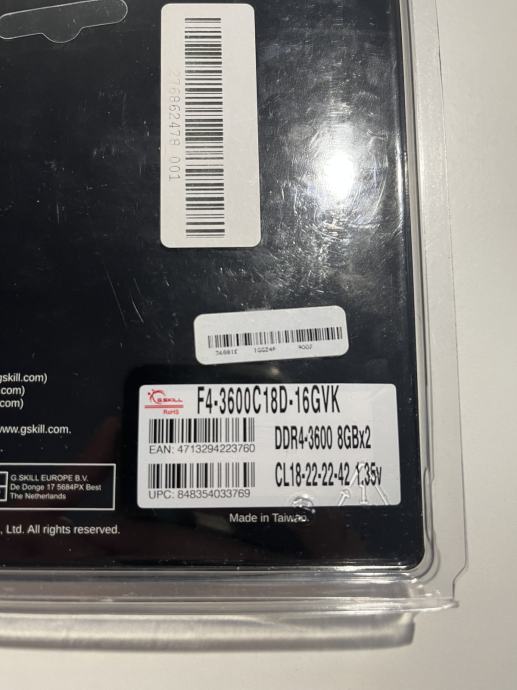 276862478 001
gskill.com)
.com)
com)
www.gskill.com.
G.SKILL EUROPE B.V.
De Donge 17 5684PX Best
The Netherlands
, Ltd. All rights reserved.
G.SKILL
RoHS
F4-3600C18D-16GVK
EAN: 4713294223760
DDR4-3600 8GBx2
CL18-22-22-42 1.35v
UPC: 848354033769
Made in Taiwan.